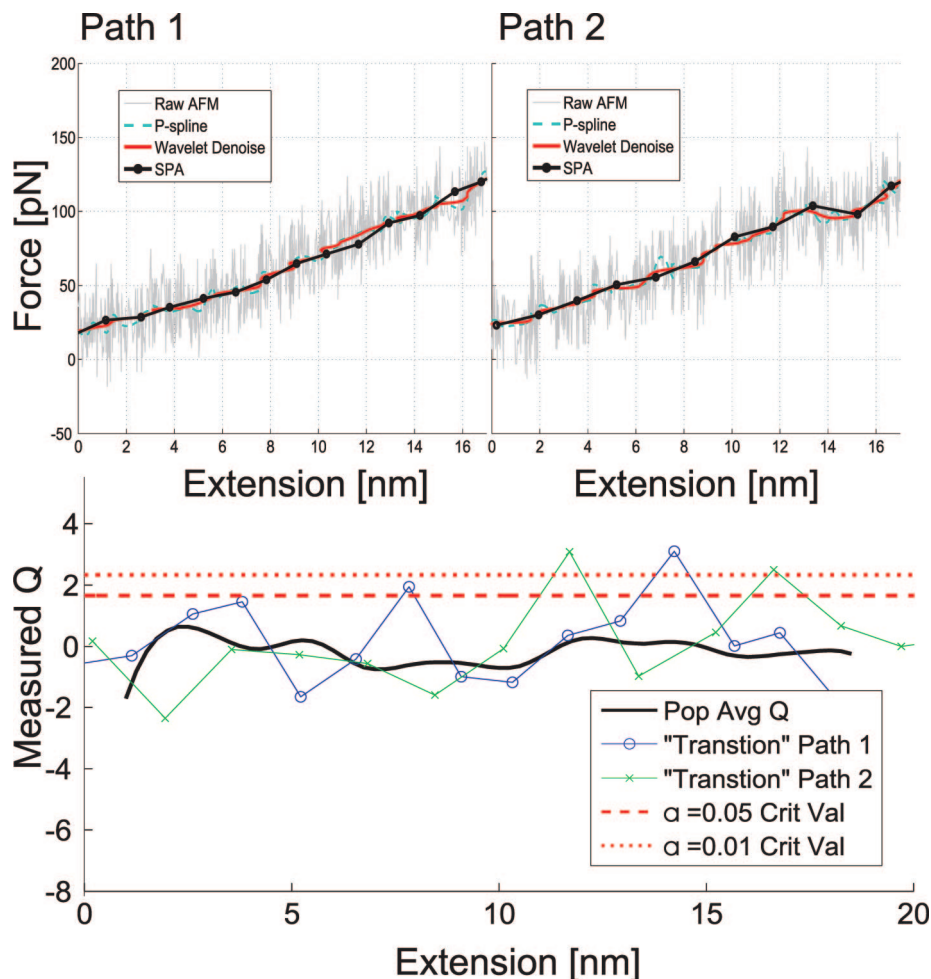 Path 1
Path 2
200
150
100
50
0
-50
Force [pN]
Raw AFM
P-spline
Wavelet Denoise
SPA
Raw AFM
P-spline
Wavelet Denoise
SPA
0 2 4 6 8 10 12 14 16
0 2 4 6 8 10 12 14 16
Extension [nm]
Extension [nm]
4
2
0
-2
-4
-6
-8
Measured Q
Pop Avg Q
"Transtion" Path 1
"Transtion" Path 2
α =0.05 Crit Val
α =0.01 Crit Val
0 5 10 15 20
Extension [nm]